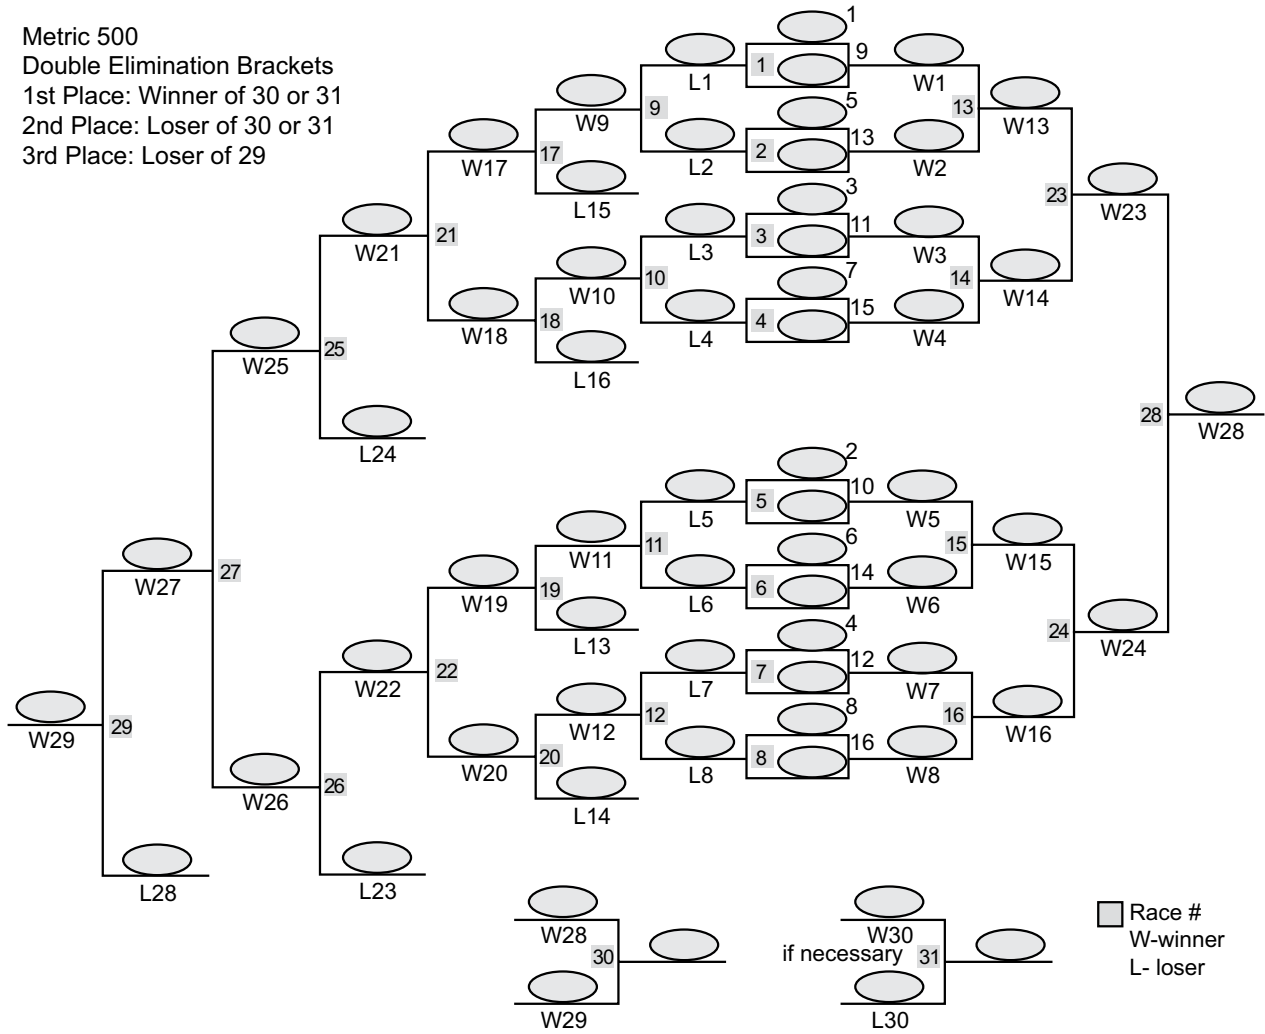 Metric 500
Double Elimination Brackets
1st Place: Winner of 30 or 31
2nd Place: Loser of 30 or 31
3rd Place: Loser of 29
1
L1 1 9 W1
W9 9 5 13 W13
W17 17 L2 2 13 W2
L15 3 23 W23
W21 21 L3 3 11 W3
W10 10 7 14 W14
W18 18 L4 4 15 W4
L16
W25 25
28 W28
L24
2
L5 5 10 W5
W11 11 6 15 W15
W19 19 L6 6 14 W6
W27 27 L13 4 24 W24
W22 22 L7 7 12 W7
W29 29 W12 12 8 16 W16
W20 20 L8 8 16 W8
W26 26 L14
L28 L23
W28
30
W29
W30
if necessary 31
L30
Race #
W-winner
L- loser